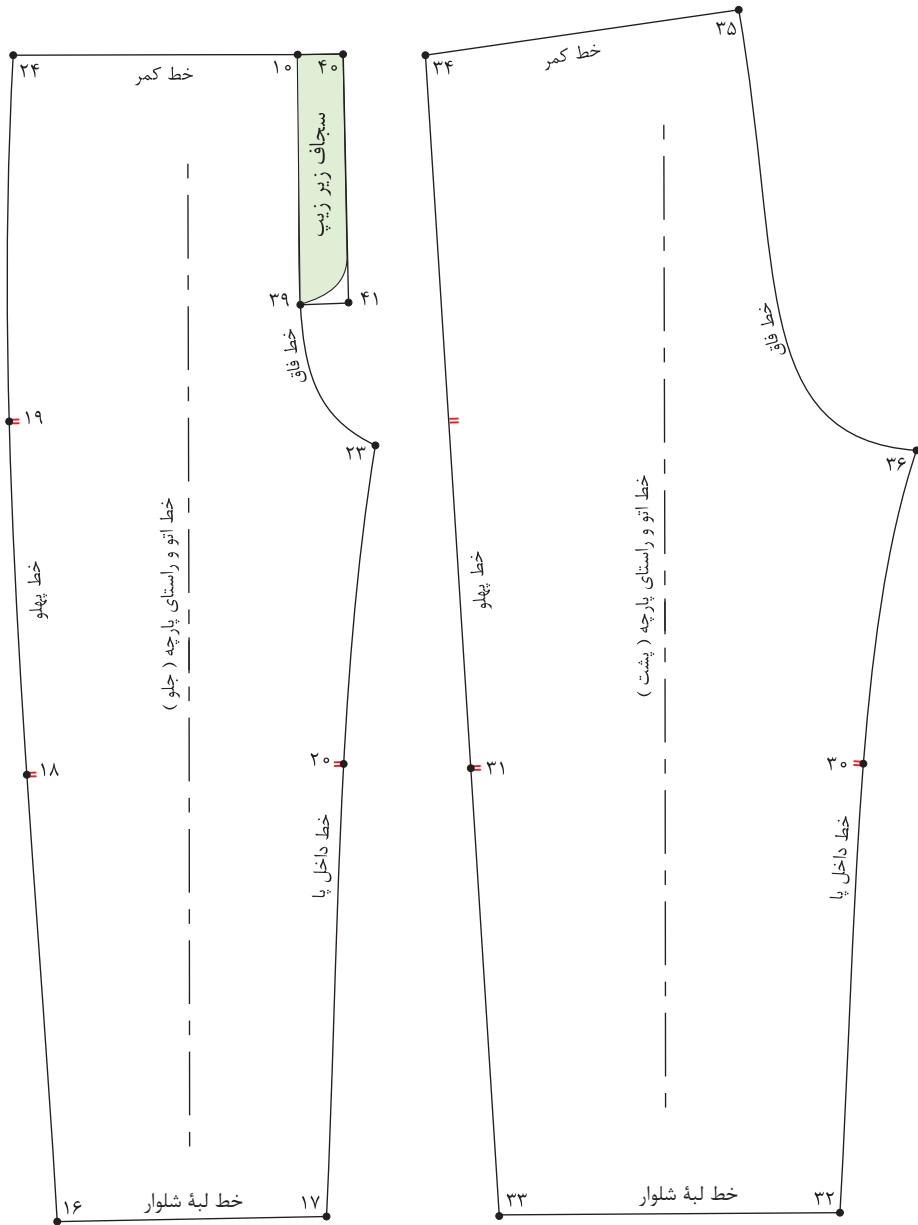 ۳۵
خط کمر
۳۴
خط فاق
۳۶
خط پهلو
خط اتو و راستای پارچه ( پشت )
۳۱
۳۰
خط داخل پا
۳۳
خط لبهٔ شلوار
۳۲
۲۴
خط کمر
۱۰
۴۰
سجاف زیر زیپ
۳۹
۴۱
خط فاق
۱۹
۲۳
خط پهلو
خط اتو و راستای پارچه ( جلو )
۱۸
۲۰
خط داخل پا
۱۶
خط لبهٔ شلوار
۱۷